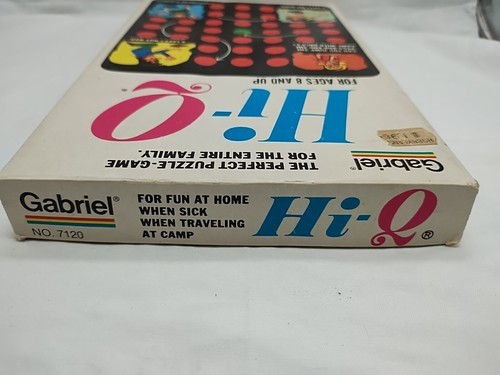 FOR AGES 8 AND UP
Hi-Q®
THE PERFECT PUZZLE-GAME
FOR THE ENTIRE FAMILY.
Gabriel®
Gabriel®
NO. 7120
FOR FUN AT HOME
WHEN SICK
WHEN TRAVELING
AT CAMP
Hi-Q®